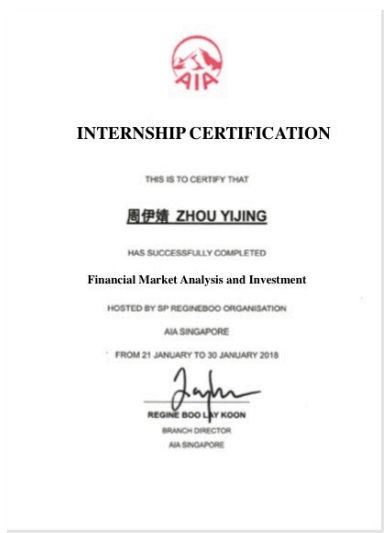 AIA
INTERNSHIP CERTIFICATION
THIS IS TO CERTIFY THAT
周伊婧 ZHOU YIJING
HAS SUCCESSFULLY COMPLETED
Financial Market Analysis and Investment
HOSTED BY SP REGINEBOO ORGANISATION
AIA SINGAPORE
FROM 21 JANUARY TO 30 JANUARY 2018
REGINE BOO LAY KOON
BRANCH DIRECTOR
AIA SINGAPORE